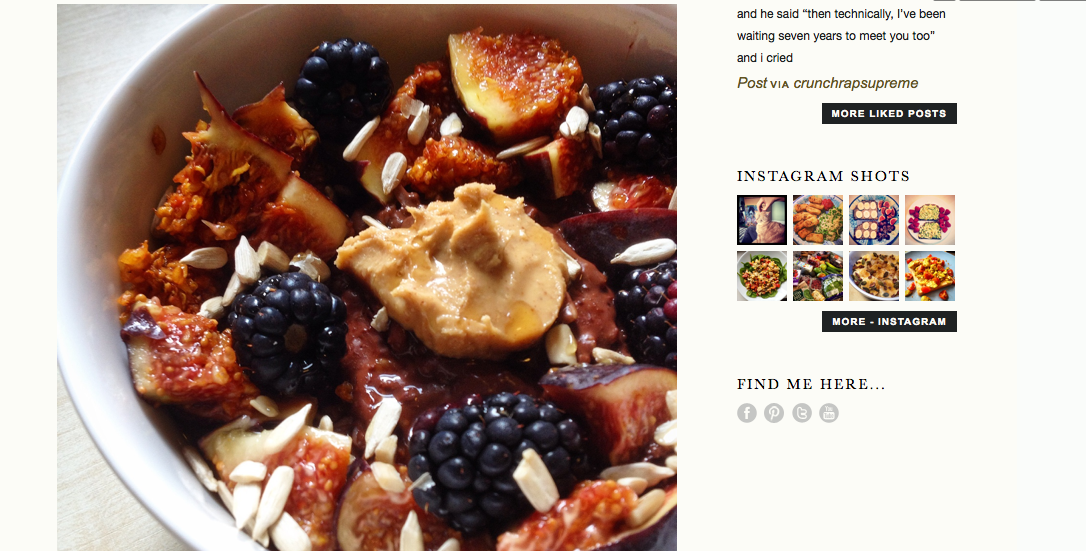 and he said “then technically, I’ve been
waiting seven years to meet you too”
and i cried
Post VIA crunchrapsupreme
MORE LIKED POSTS
INSTAGRAM SHOTS
MORE - INSTAGRAM
FIND ME HERE...